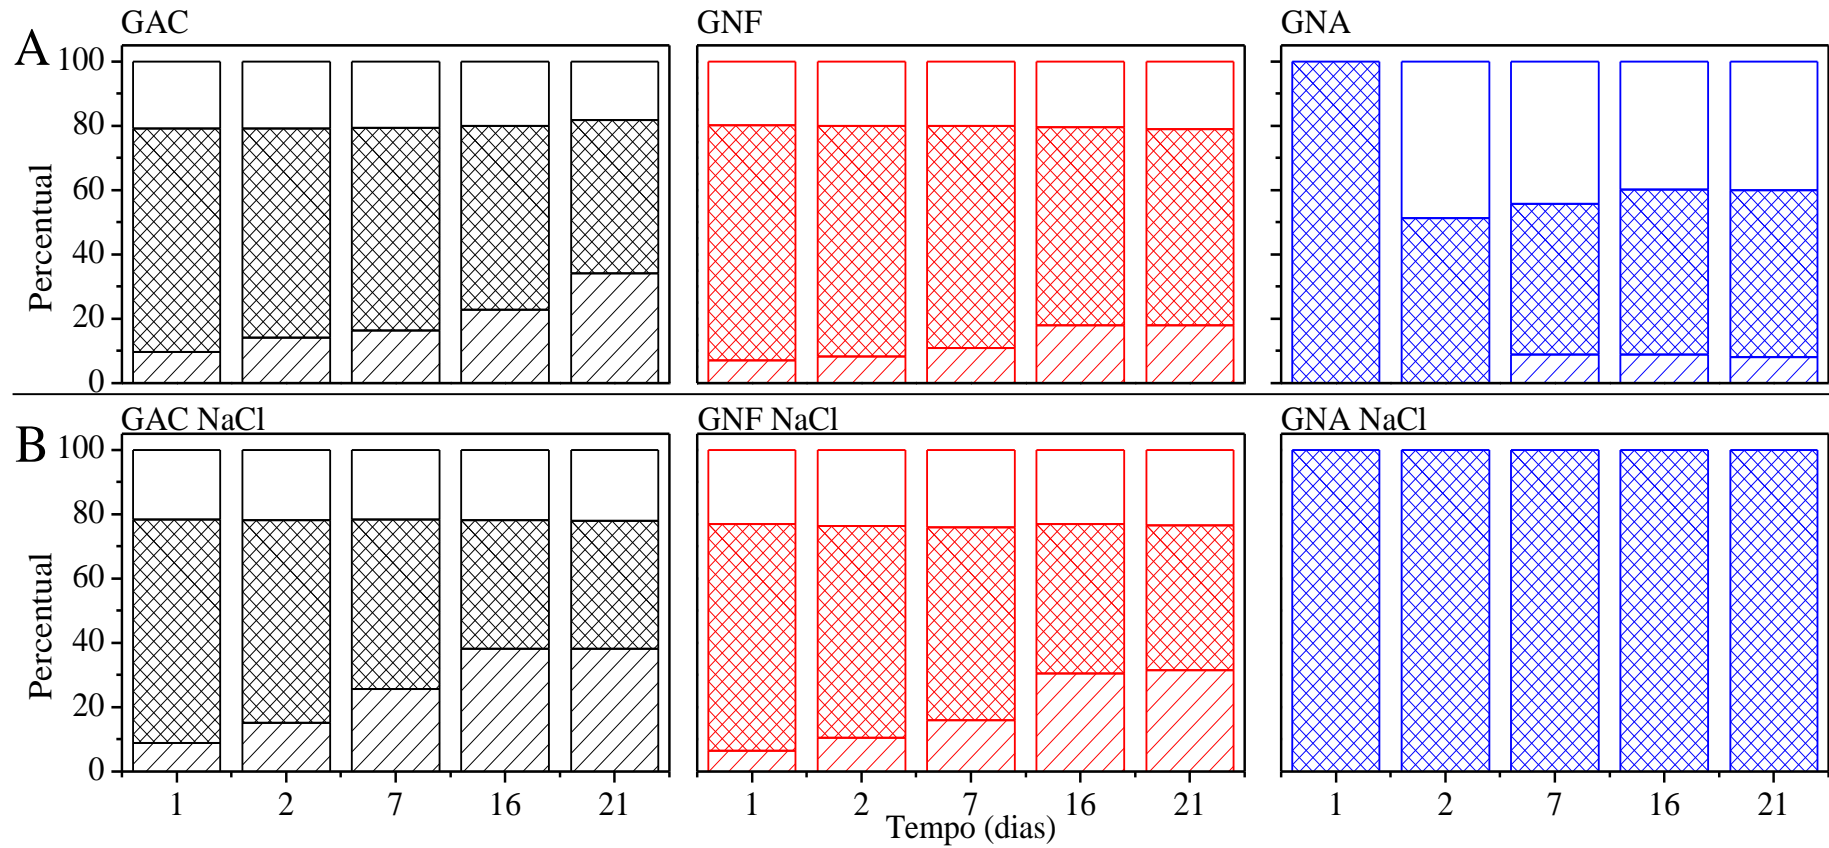 A
GAC
GNF
GNA
Percentual
100
80
60
40
20
0
B
GAC NaCl
GNF NaCl
GNA NaCl
Percentual
100
80
60
40
20
0
1 2 7 16 21
1 2 7 16 21
1 2 7 16 21
Tempo (dias)